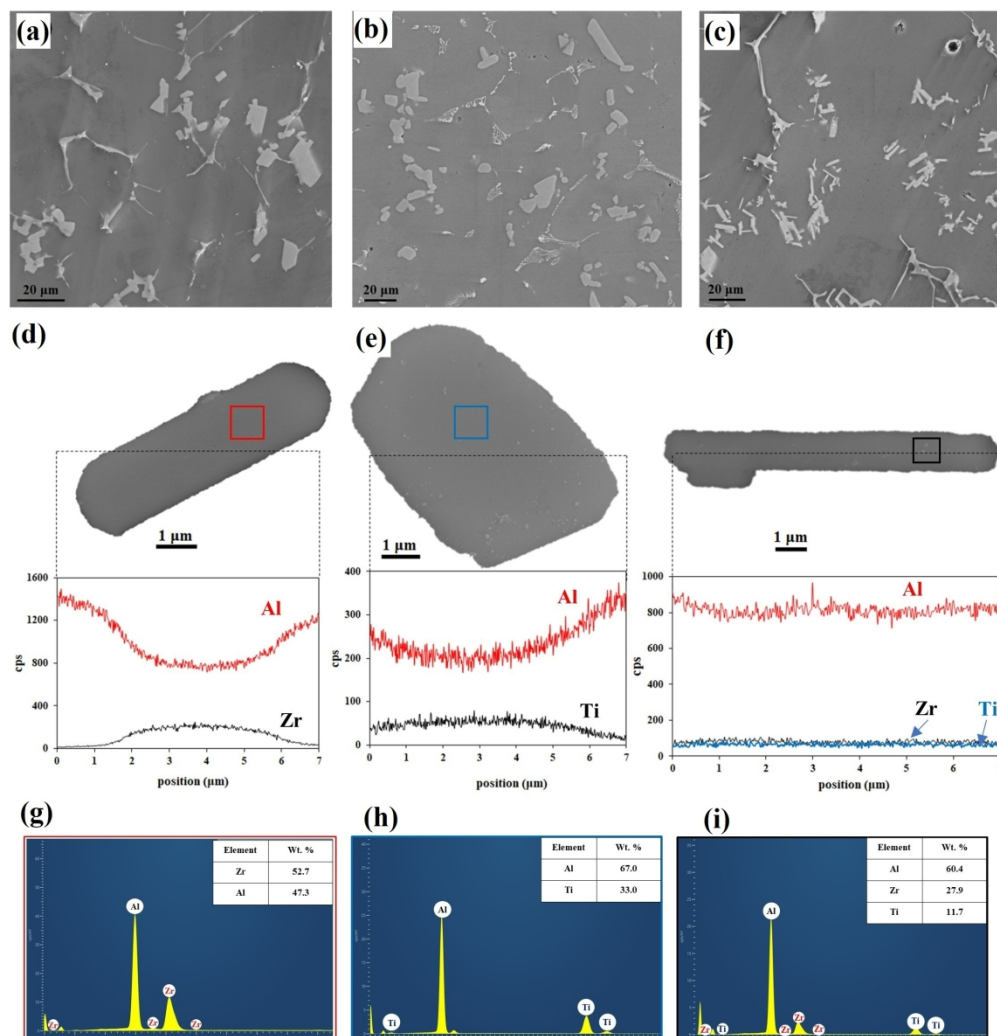 (a)
(b)
(c)
20 µm
20 µm
20 µm
(d)
(e)
(f)
1 µm
1 µm
1 µm
1600
1200
800
400
0
cps
Al
Zr
0 1 2 3 4 5 6 7
position (µm)
400
300
200
100
0
cps
Al
Ti
0 1 2 3 4 5 6 7
position (µm)
1000
800
600
400
200
0
cps
Al
Zr
Ti
0 1 2 3 4 5 6
position (µm)
(g)
Element Wt. %
Zr 52.7
Al 47.3
Al
Zr
Zr
Zr
Zr
(h)
Element Wt. %
Al 67.0
Ti 33.0
Al
Ti
Ti
Ti
(i)
Element Wt. %
Al 60.4
Zr 27.9
Ti 11.7
Al
Zr
Ti
Zr
Zr
Zr
Ti
Ti